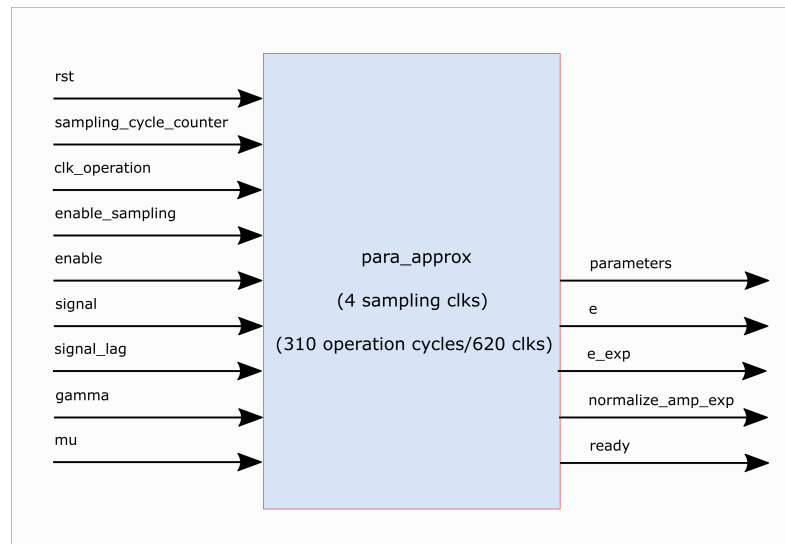 rst
sampling_cycle_counter
clk_operation
enable_sampling
enable
signal
signal_lag
gamma
mu
para_approx
(4 sampling clks)
(310 operation cycles/620 clks)
parameters
e
e_exp
normalize_amp_exp
ready